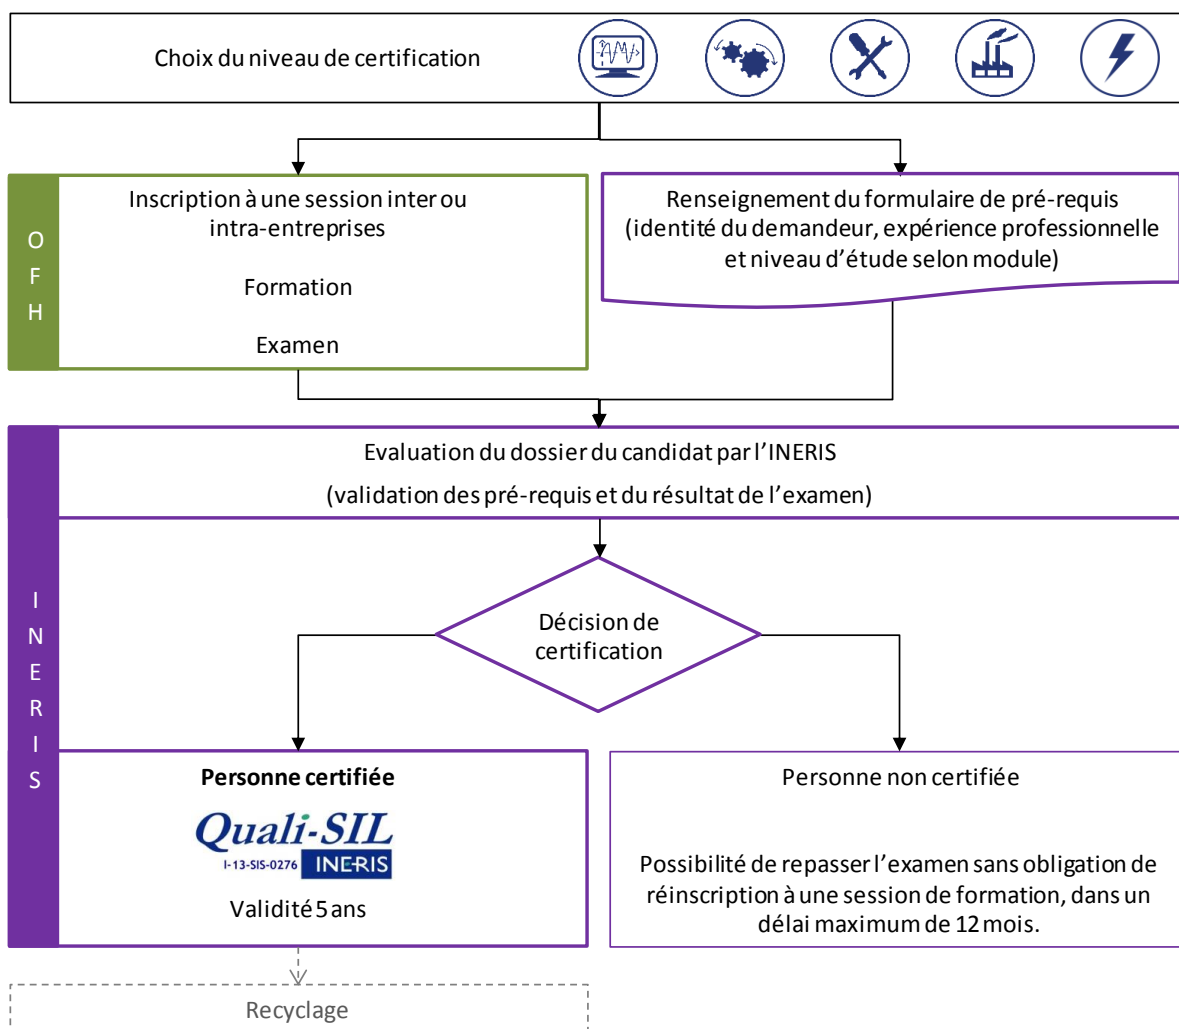 Choix du niveau de certification
O
F
H
Inscription à une session inter ou
intra-entreprises
Formation
Examen
Renseignement du formulaire de pré-requis
(identité du demandeur, expérience professionnelle
et niveau d’étude selon module)
I
N
E
R
I
S
Evaluation du dossier du candidat par l’INERIS
(validation des pré-requis et du résultat de l’examen)
Décision de
certification
Personne certifiée
Quali-SIL
I-13-SIS-0276 INERIS
Validité 5 ans
Personne non certifiée
Possibilité de repasser l’examen sans obligation de
réinscription à une session de formation, dans un
délai maximum de 12 mois.
Recyclage